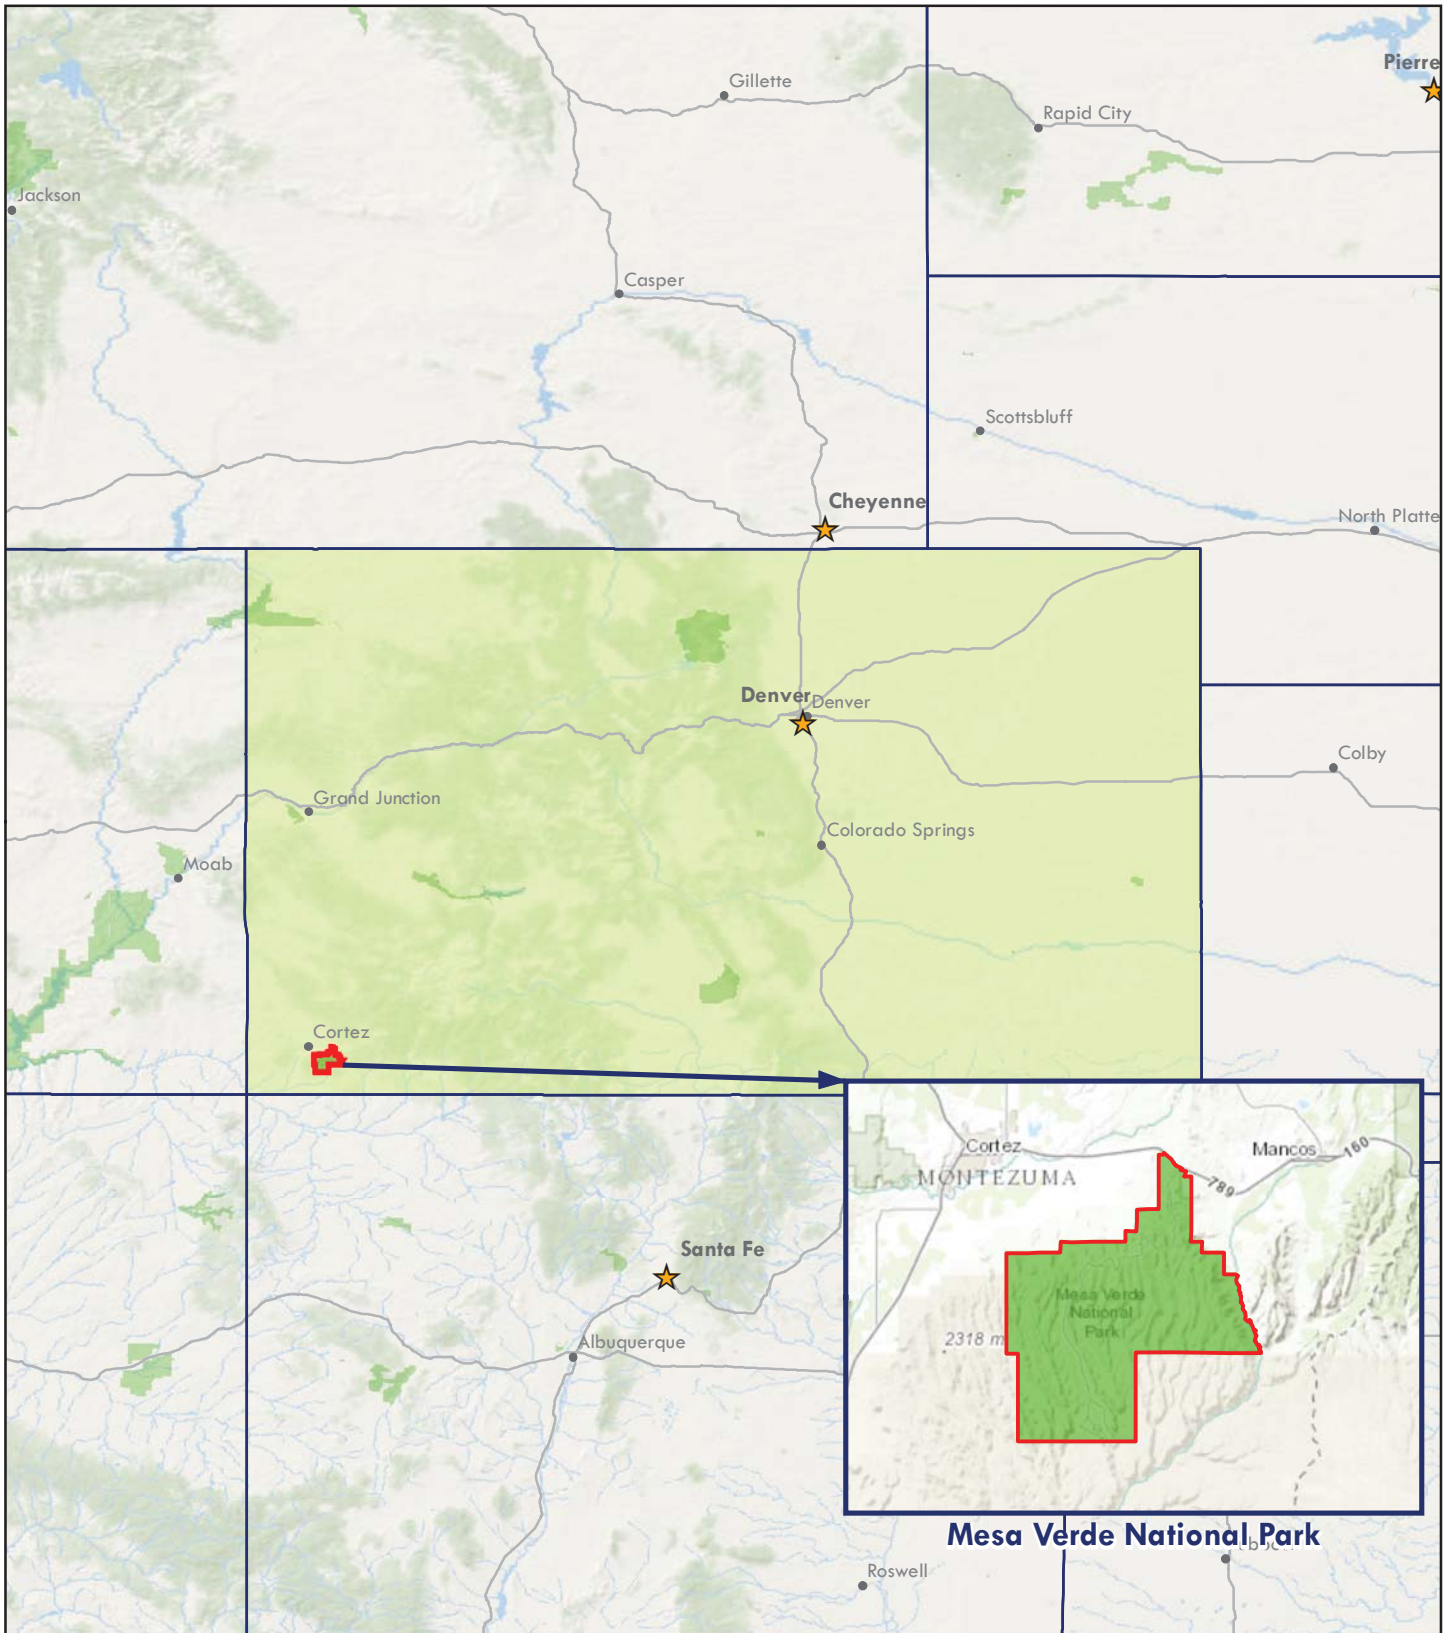 Gillette
Pierre
Rapid City
Jackson
Casper
Scottsbluff
Cheyenne
North Platte
Denver
Denver
Colby
Grand Junction
Colorado Springs
Moab
Cortez
Cortez
Mancos
160
MONTEZUMA
789
Santa Fe
Mesa Verde
National
Park
2318 m
Albuquerque
Mesa Verde National Park
Roswell